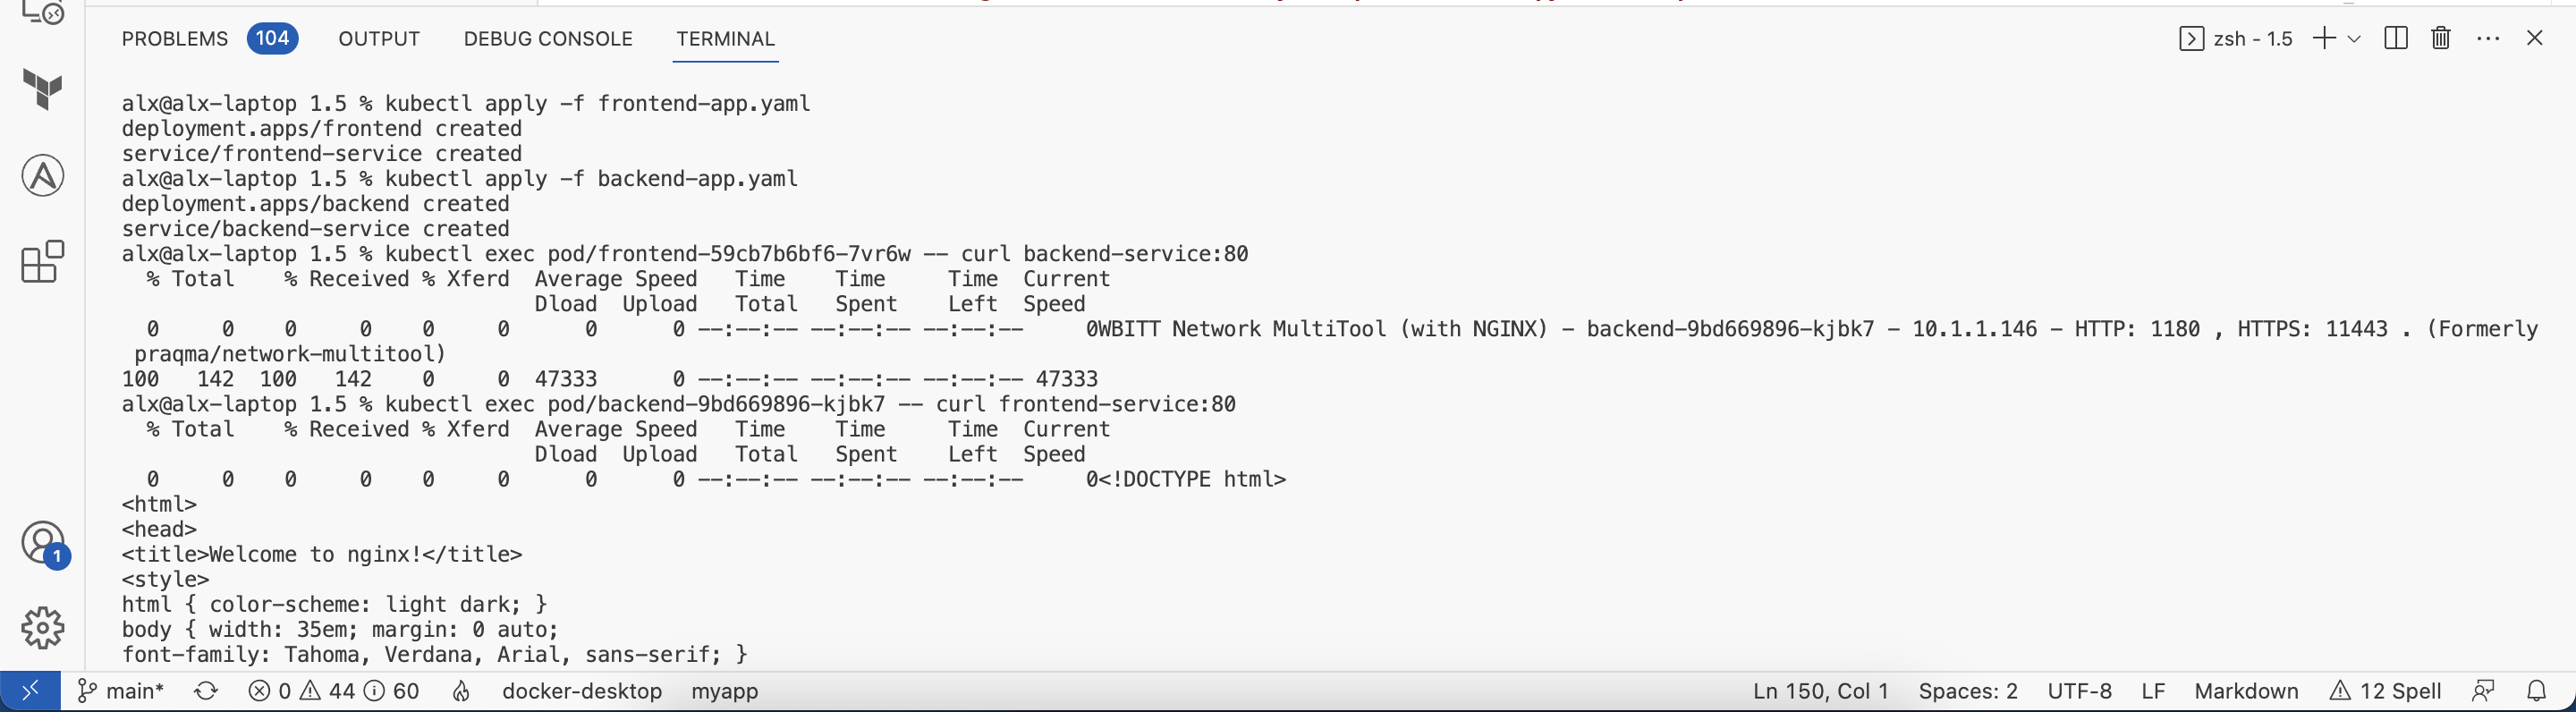 PROBLEMS 104 OUTPUT DEBUG CONSOLE TERMINAL zsh - 1.5
alx@alx-laptop 1.5 % kubectl apply -f frontend-app.yaml
deployment.apps/frontend created
service/frontend-service created
alx@alx-laptop 1.5 % kubectl apply -f backend-app.yaml
deployment.apps/backend created
service/backend-service created
alx@alx-laptop 1.5 % kubectl exec pod/frontend-59cb7b6bf6-7vr6w -- curl backend-service:80
  % Total    % Received % Xferd  Average Speed   Time    Time     Time  Current
                                 Dload  Upload   Total   Spent    Left  Speed
  0     0    0     0    0     0      0      0 --:--:-- --:--:-- --:--:--     0WBITT Network MultiTool (with NGINX) - backend-9bd669896-kjbk7 - 10.1.1.146 - HTTP: 1180 , HTTPS: 11443 . (Formerly
 praqma/network-multitool)
100   142  100   142    0     0  47333      0 --:--:-- --:--:-- --:--:-- 47333
alx@alx-laptop 1.5 % kubectl exec pod/backend-9bd669896-kjbk7 -- curl frontend-service:80
  % Total    % Received % Xferd  Average Speed   Time    Time     Time  Current
                                 Dload  Upload   Total   Spent    Left  Speed
  0     0    0     0    0     0      0      0 --:--:-- --:--:-- --:--:--     0<!DOCTYPE html>
<html>
<head>
<title>Welcome to nginx!</title>
<style>
html { color-scheme: light dark; }
body { width: 35em; margin: 0 auto;
font-family: Tahoma, Verdana, Arial, sans-serif; }
1
main* 0 44 60 docker-desktop myapp Ln 150, Col 1 Spaces: 2 UTF-8 LF Markdown 12 Spell